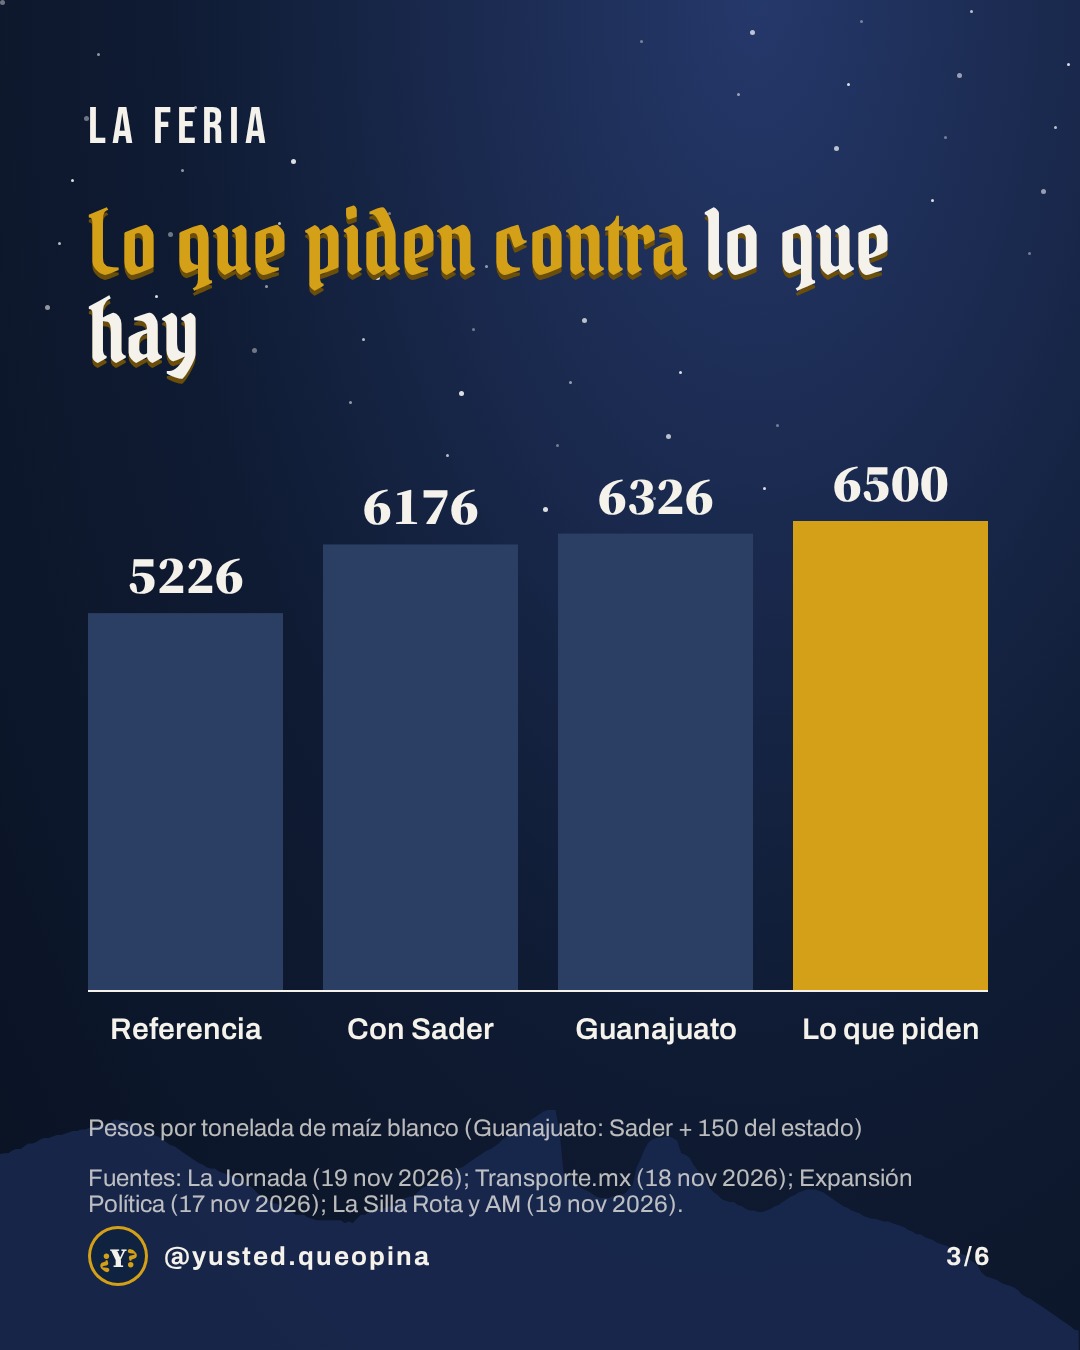 LA FERIA
Lo que piden contra lo que
hay
5226
6176
6326
6500
Referencia
Con Sader
Guanajuato
Lo que piden
Pesos por tonelada de maíz blanco (Guanajuato: Sader + 150 del estado)
Fuentes: La Jornada (19 nov 2026); Transporte.mx (18 nov 2026); Expansión
Política (17 nov 2026); La Silla Rota y AM (19 nov 2026).
¿Y?
@yusted.queopina
3/6